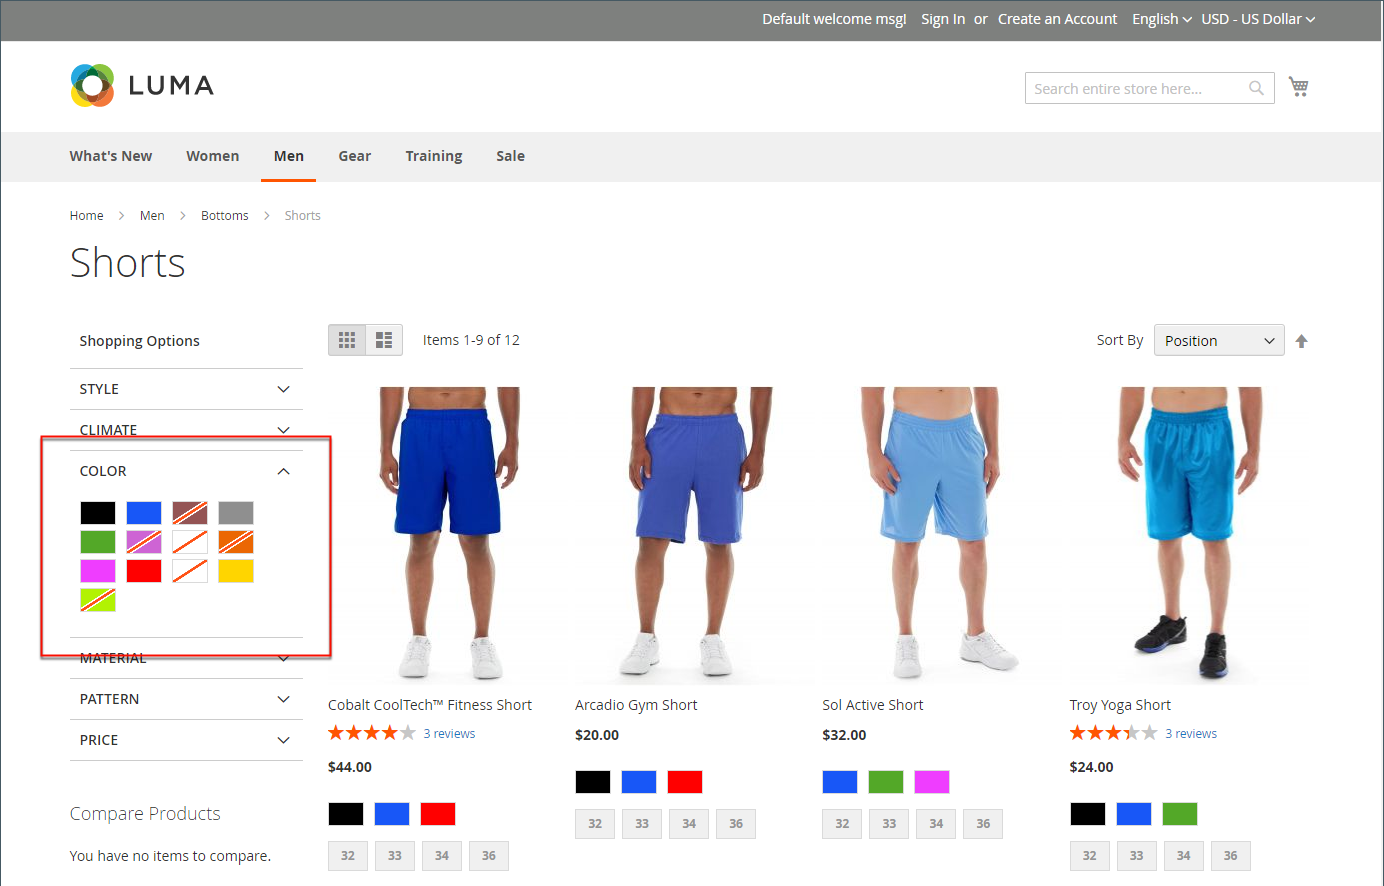 Default welcome msg! Sign In or Create an Account English USD - US Dollar
LUMA
Search entire store here...
What's New Women Men Gear Training Sale
Home Men Bottoms Shorts
Shorts
Shopping Options
STYLE
CLIMATE
COLOR
MATERIAL
PATTERN
PRICE
Compare Products
You have no items to compare.
Items 1-9 of 12
Sort By Position
Cobalt CoolTech™ Fitness Short
3 reviews
$44.00
32 33 34 36
Arcadio Gym Short
$20.00
32 33 34 36
Sol Active Short
$32.00
32 33 34 36
Troy Yoga Short
3 reviews
$24.00
32 33 34 36